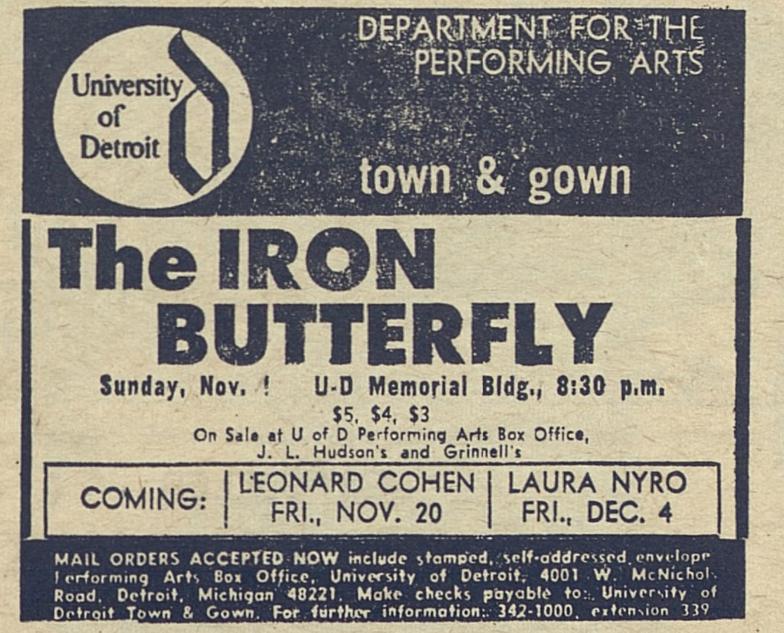 University
of
Detroit
DEPARTMENT FOR THE
PERFORMING ARTS
town & gown
The IRON
BUTTERFLY
Sunday, Nov. ! U-D Memorial Bldg., 8:30 p.m.
$5, $4, $3
On Sale at U of D Performing Arts Box Office,
J. L. Hudson's and Grinnell's
COMING:
LEONARD COHEN
FRI., NOV. 20
LAURA NYRO
FRI., DEC. 4
MAIL ORDERS ACCEPTED NOW include stamped, self-addressed envelope
Performing Arts Box Office, University of Detroit, 4001 W. McNichols
Road, Detroit, Michigan 48221. Make checks payable to: University of
Detroit Town & Gown. For further information: 342-1000, extension 339